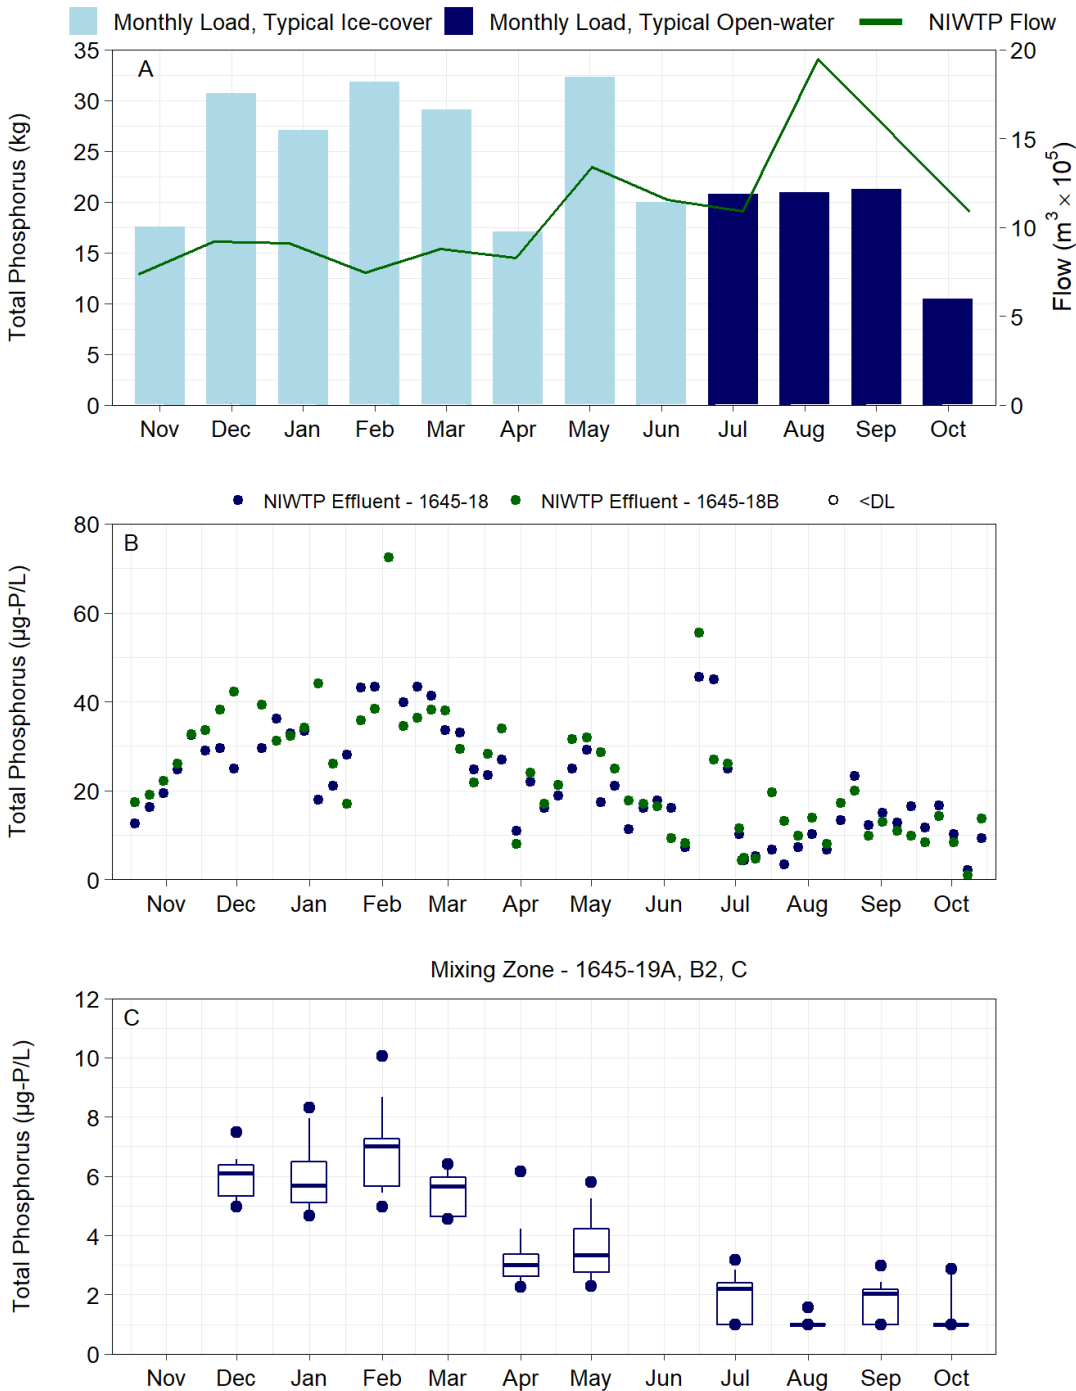 Monthly Load, Typical Ice-cover Monthly Load, Typical Open-water NIWTP Flow
A
Total Phosphorus (kg)
35
30
25
20
15
10
5
0
Flow (m³ × 10⁵)
20
15
10
5
0
Nov Dec Jan Feb Mar Apr May Jun Jul Aug Sep Oct
NIWTP Effluent - 1645-18 NIWTP Effluent - 1645-18B <DL
B
Total Phosphorus (µg-P/L)
80
60
40
20
0
Nov Dec Jan Feb Mar Apr May Jun Jul Aug Sep Oct
Mixing Zone - 1645-19A, B2, C
C
Total Phosphorus (µg-P/L)
12
10
8
6
4
2
0
Nov Dec Jan Feb Mar Apr May Jun Jul Aug Sep Oct